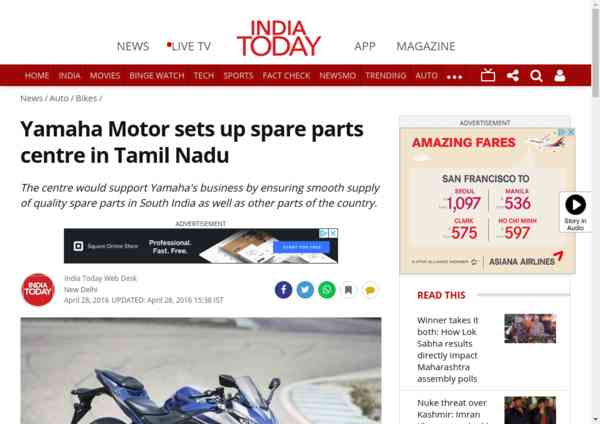 INDIA
TODAY
NEWS
LIVE TV
APP
MAGAZINE
HOME INDIA MOVIES BINGE WATCH TECH SPORTS FACT CHECK NEWSMO TRENDING AUTO
News / Auto / Bikes /
Yamaha Motor sets up spare parts
centre in Tamil Nadu
The centre would support Yamaha's business by ensuring smooth supply
of quality spare parts in South India as well as other parts of the country.
ADVERTISEMENT
Square Online Store
Professional.
Fast. Free.
START FOR FREE
INDIA
TODAY
India Today Web Desk
New Delhi
April 28, 2016 UPDATED: April 28, 2016 15:38 IST
ADVERTISEMENT
AMAZING FARES
SAN FRANCISCO TO
SEOUL
1,097
MANILA
536
CLARK
575
HO CHI MINH
597
A STAR ALLIANCE MEMBER
ASIANA AIRLINES
Story in
Audio
READ THIS
Winner takes it
both: How Lok
Sabha results
directly impact
Maharashtra
assembly polls
Nuke threat over
Kashmir: Imran